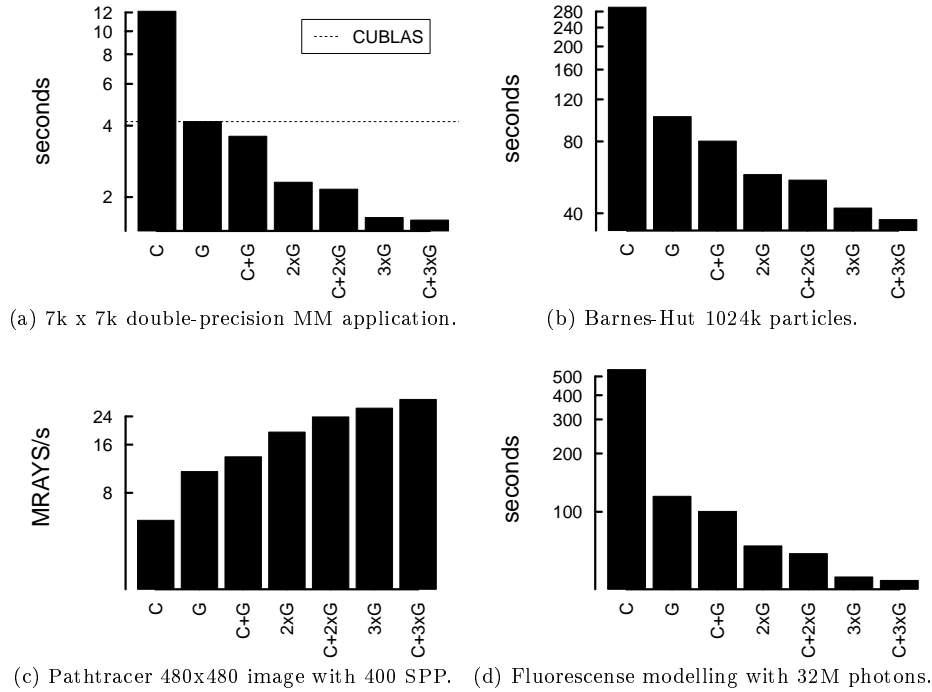 seconds
12
10
8
6
4
2
CUBLAS
C
G
C+G
2xG
C+2xG
3xG
C+3xG
(a) 7k x 7k double-precision MM application.
seconds
280
240
200
160
120
80
40
C
G
C+G
2xG
C+2xG
3xG
C+3xG
(b) Barnes-Hut 1024k particles.
MRAYS/s
24
16
8
C
G
C+G
2xG
C+2xG
3xG
C+3xG
(c) Pathtracer 480x480 image with 400 SPP.
seconds
500
400
300
200
100
C
G
C+G
2xG
C+2xG
3xG
C+3xG
(d) Fluorescense modelling with 32M photons.